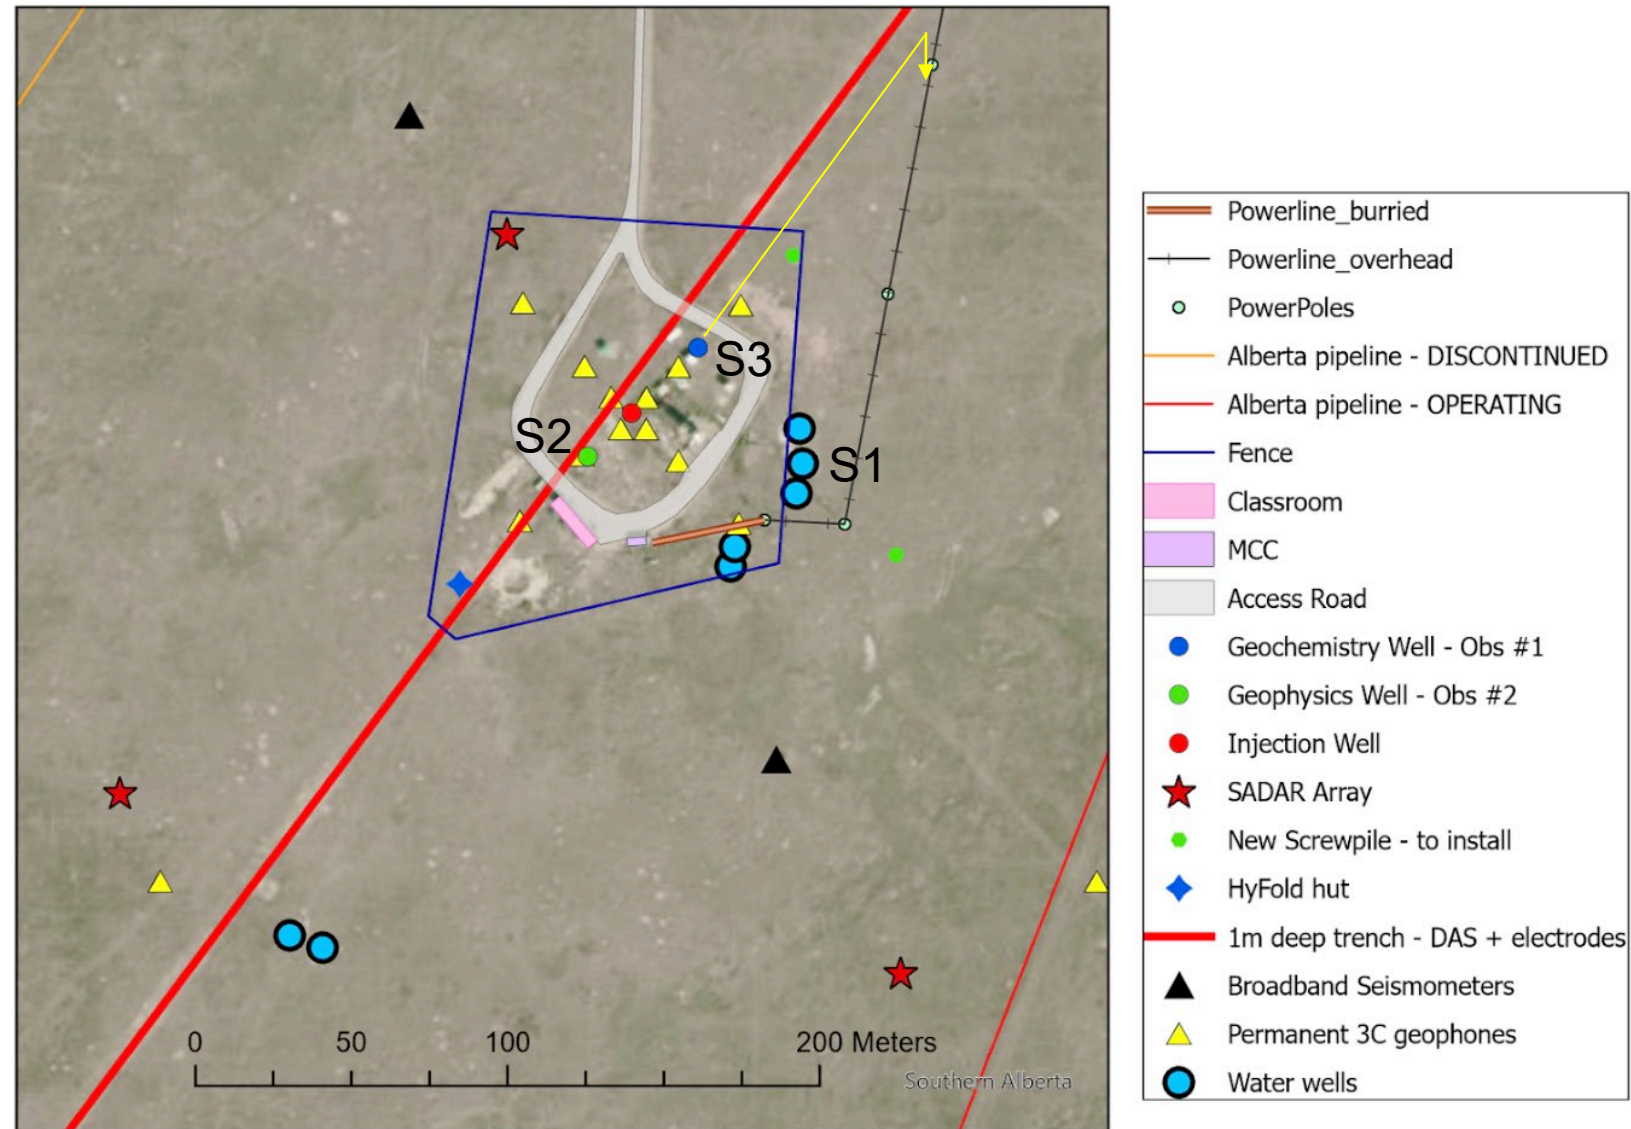 S3
S2
S1
0 50 100 200 Meters
Southern Alberta
Powerline_burried
Powerline_overhead
PowerPoles
Alberta pipeline - DISCONTINUED
Alberta pipeline - OPERATING
Fence
Classroom
MCC
Access Road
Geochemistry Well - Obs #1
Geophysics Well - Obs #2
Injection Well
SADAR Array
New Screwpile - to install
HyFold hut
1m deep trench - DAS + electrodes
Broadband Seismometers
Permanent 3C geophones
Water wells